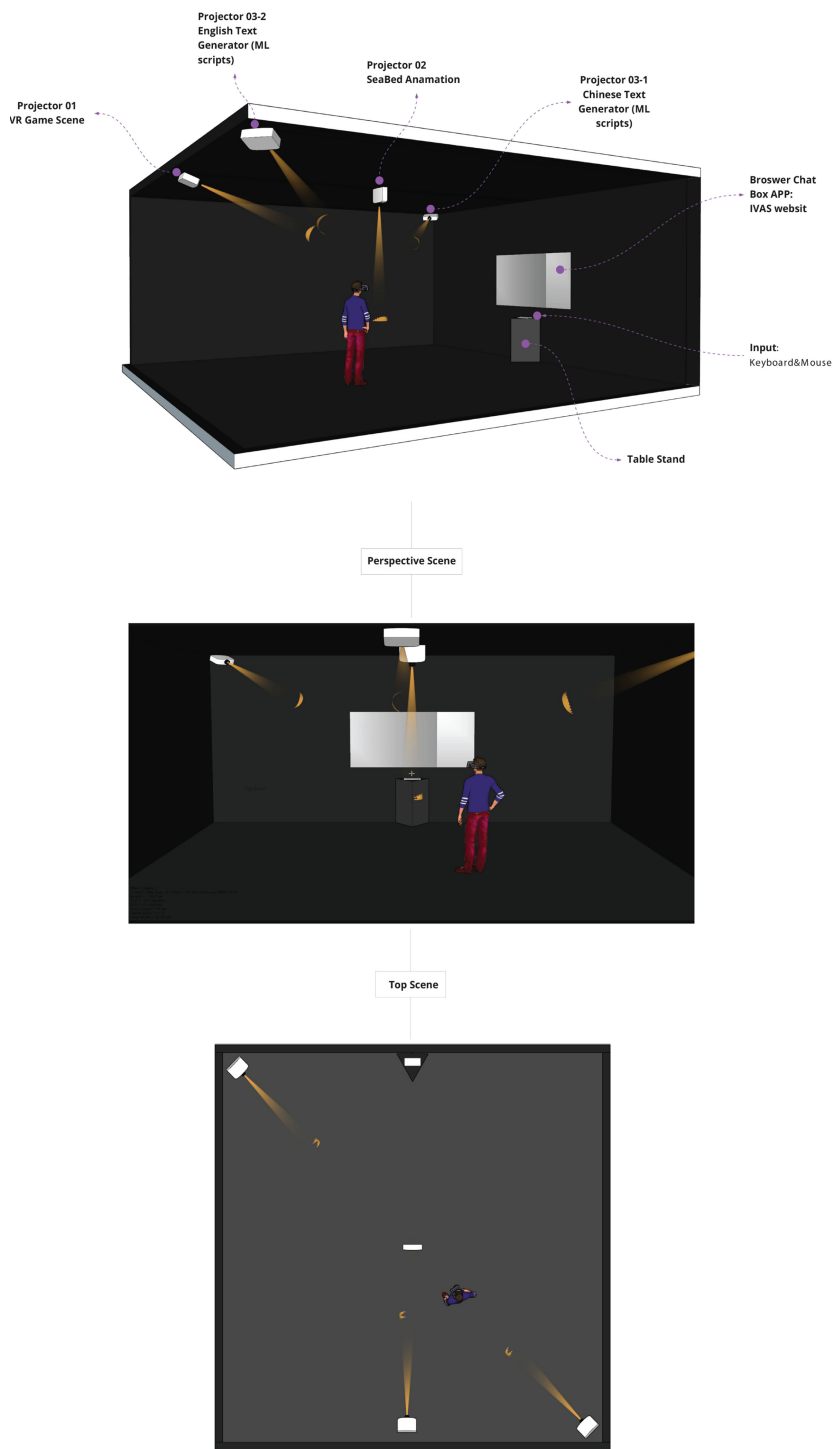 Projector 03-2
English Text
Generator (ML
scripts)
Projector 02
SeaBed Anamation
Projector 03-1
Chinese Text
Generator (ML
scripts)
Projector 01
VR Game Scene
Broswer Chat
Box APP:
IVAS websit
Input:
Keyboard&Mouse
Table Stand
Perspective Scene
Top Scene